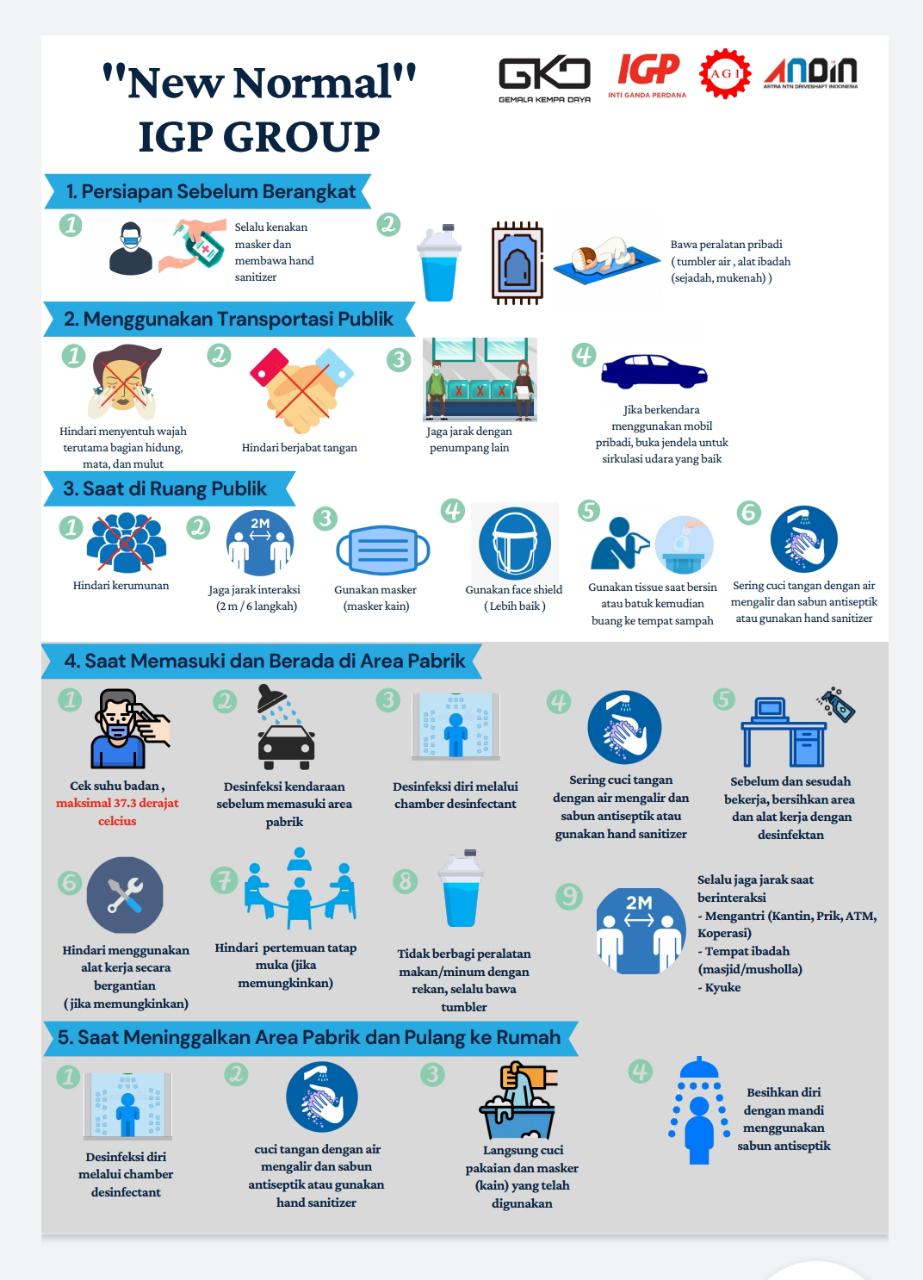 "New Normal"
IGP GROUP
GKD
GEMALA KEMPA DAYA
IGP
INTI GANDA PERDANA
AGI
ANDIN
ASTRA NTN DRIVESHAFT INDONESIA
1. Persiapan Sebelum Berangkat
1
Selalu kenakan
masker dan
membawa hand
sanitizer
2
Bawa peralatan pribadi
( tumbler air , alat ibadah
(sejadah, mukenah) )
2. Menggunakan Transportasi Publik
1
Hindari menyentuh wajah
terutama bagian hidung,
mata, dan mulut
2
Hindari berjabat tangan
3
X X X
Jaga jarak dengan
penumpang lain
4
Jika berkendara
menggunakan mobil
pribadi, buka jendela untuk
sirkulasi udara yang baik
3. Saat di Ruang Publik
1
Hindari kerumunan
2
2M
Jaga jarak interaksi
(2 m / 6 langkah)
3
Gunakan masker
(masker kain)
4
Gunakan face shield
( Lebih baik )
5
Gunakan tissue saat bersin
atau batuk kemudian
buang ke tempat sampah
6
Sering cuci tangan dengan air
mengalir dan sabun antiseptik
atau gunakan hand sanitizer
4. Saat Memasuki dan Berada di Area Pabrik
1
Cek suhu badan ,
maksimal 37.3 derajat
celcius
2
Desinfeksi kendaraan
sebelum memasuki area
pabrik
3
Desinfeksi diri melalui
chamber desinfectant
4
Sering cuci tangan
dengan air mengalir dan
sabun antiseptik atau
gunakan hand sanitizer
5
Sebelum dan sesudah
bekerja, bersihkan area
dan alat kerja dengan
desinfektan
6
Hindari menggunakan
alat kerja secara
bergantian
( jika memungkinkan)
7
Hindari pertemuan tatap
muka (jika
memungkinkan)
8
Tidak berbagi peralatan
makan/minum dengan
rekan, selalu bawa
tumbler
9
2M
Selalu jaga jarak saat
berinteraksi
- Mengantri (Kantin, Prik, ATM,
Koperasi)
- Tempat ibadah
(masjid/musholla)
- Kyuke
5. Saat Meninggalkan Area Pabrik dan Pulang ke Rumah
1
Desinfeksi diri
melalui chamber
desinfectant
2
cuci tangan dengan air
mengalir dan sabun
antiseptik atau gunakan
hand sanitizer
3
Langsung cuci
pakaian dan masker
(kain) yang telah
digunakan
4
Besihkan diri
dengan mandi
menggunakan
sabun antiseptik